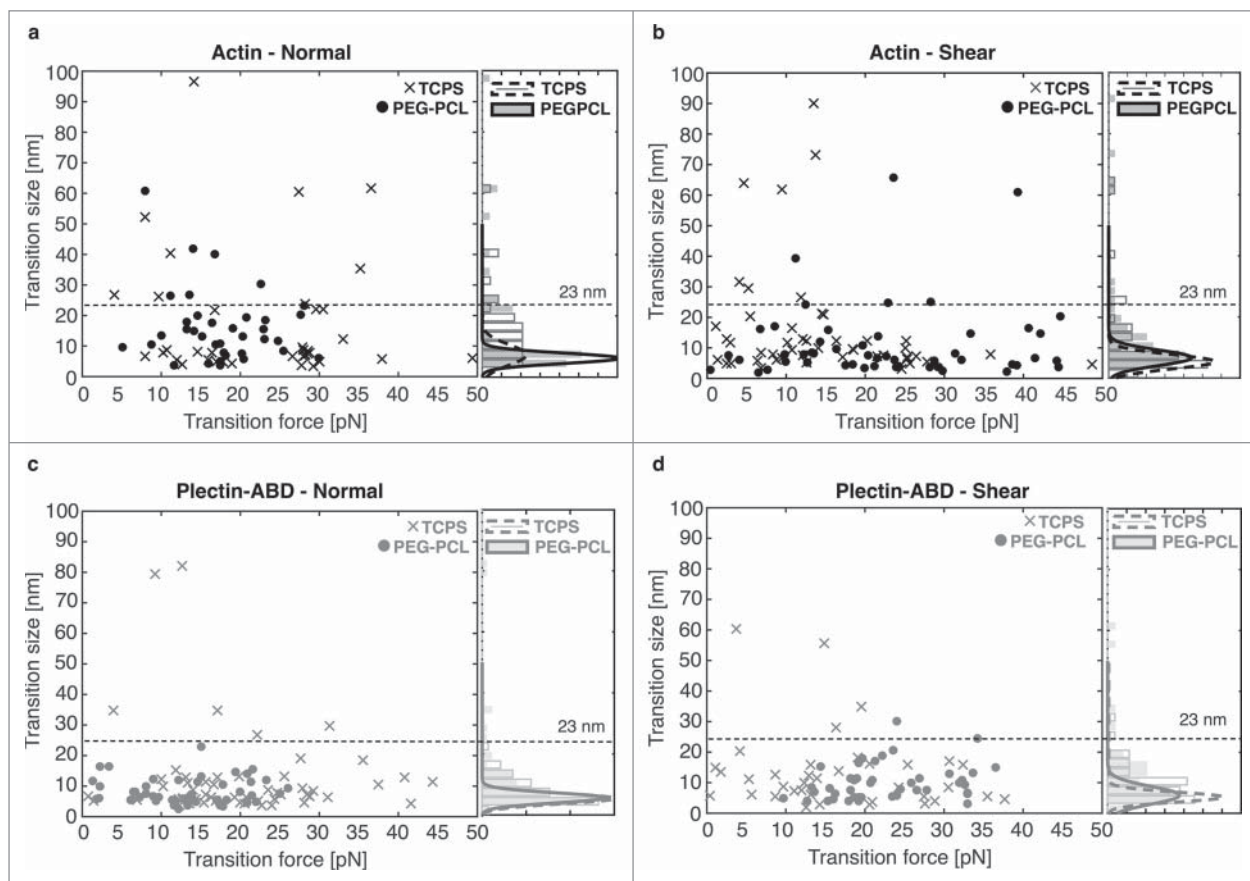 a
Actin - Normal
100
90
80
70
60
50
40
30
20
10
0
Transition size [nm]
×TCPS
●PEG-PCL
TCPS
PEGPCL
23 nm
0 5 10 15 20 25 30 35 40 45 50
Transition force [pN]
b
Actin - Shear
100
90
80
70
60
50
40
30
20
10
0
Transition size [nm]
×TCPS
●PEG-PCL
TCPS
PEGPCL
23 nm
0 5 10 15 20 25 30 35 40 45 50
Transition force [pN]
c
Plectin-ABD - Normal
100
90
80
70
60
50
40
30
20
10
0
Transition size [nm]
×TCPS
●PEG-PCL
TCPS
PEG-PCL
23 nm
0 5 10 15 20 25 30 35 40 45 50
Transition force [pN]
d
Plectin-ABD - Shear
100
90
80
70
60
50
40
30
20
10
0
Transition size [nm]
×TCPS
●PEG-PCL
TCPS
PEG-PCL
23 nm
0 5 10 15 20 25 30 35 40 45 50
Transition force [pN]